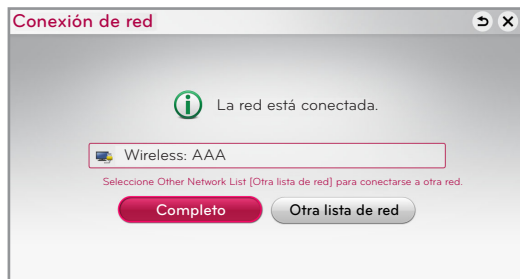 Conexión de red
La red está conectada.
Wireless: AAA
Seleccione Other Network List [Otra lista de red] para conectarse a otra red.
Completo
Otra lista de red